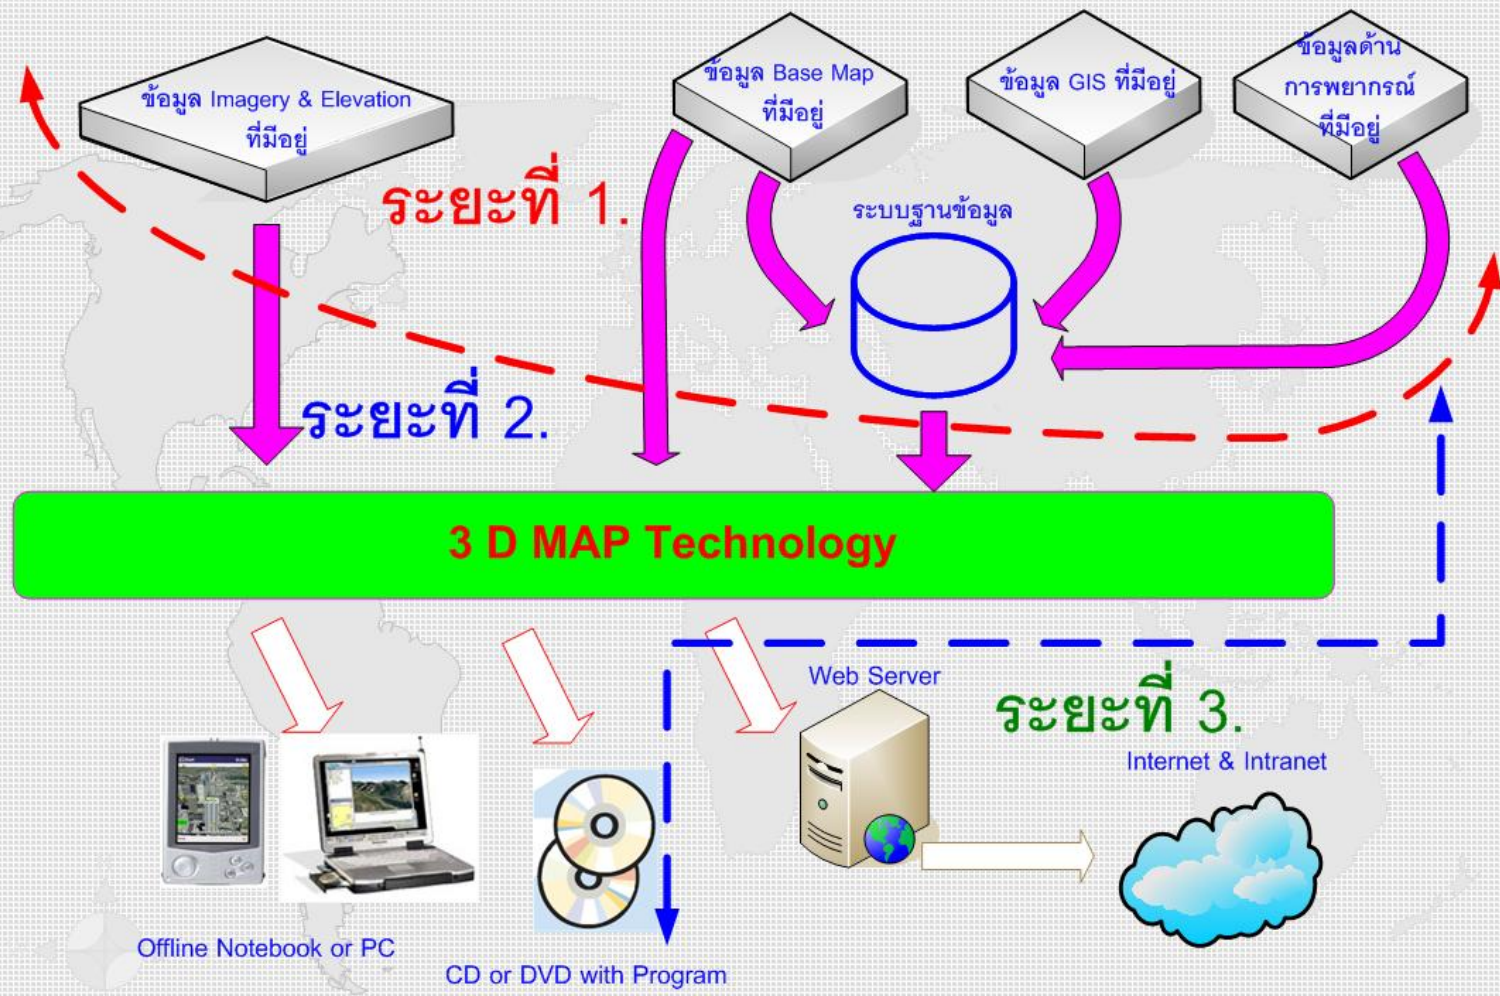 ข้อมูล Imagery & Elevation
ที่มีอยู่
ข้อมูล Base Map
ที่มีอยู่
ข้อมูล GIS ที่มีอยู่
ข้อมูลด้าน
การพยากรณ์
ที่มีอยู่
ระยะที่ 1.
ระบบฐานข้อมูล
ระยะที่ 2.
3 D MAP Technology
Web Server
ระยะที่ 3.
Internet & Intranet
Offline Notebook or PC
CD or DVD with Program